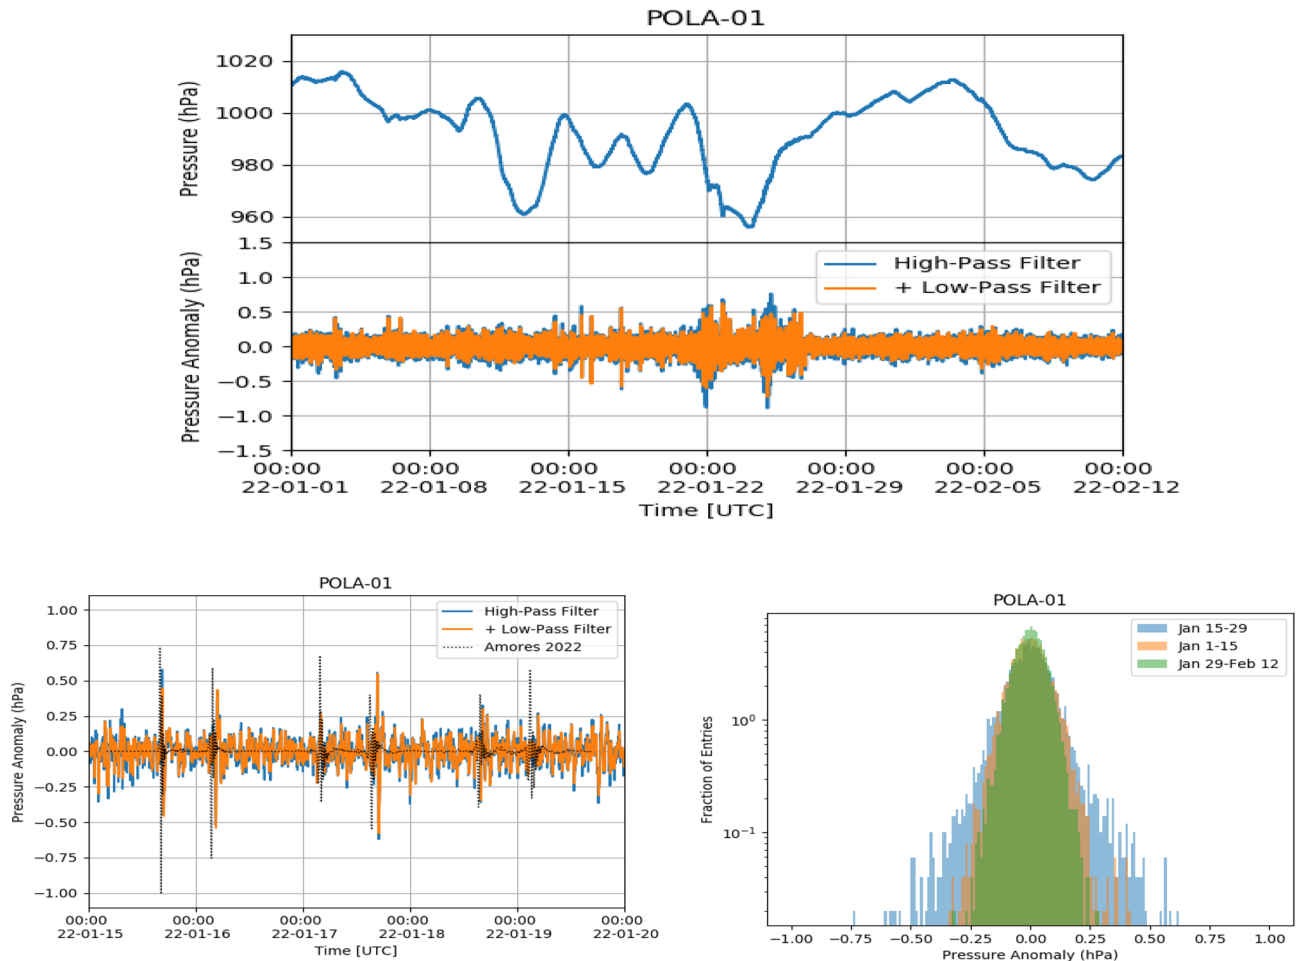 POLA-01
1020
1000
980
960
Pressure (hPa)
1.5
1.0
0.5
0.0
−0.5
−1.0
−1.5
Pressure Anomaly (hPa)
High-Pass Filter
+ Low-Pass Filter
00:00 00:00 00:00 00:00 00:00 00:00 00:00
22-01-01 22-01-08 22-01-15 22-01-22 22-01-29 22-02-05 22-02-12
Time [UTC]
POLA-01
1.00
0.75
0.50
0.25
0.00
−0.25
−0.50
−0.75
−1.00
Pressure Anomaly (hPa)
High-Pass Filter
+ Low-Pass Filter
Amores 2022
00:00 00:00 00:00 00:00 00:00 00:00
22-01-15 22-01-16 22-01-17 22-01-18 22-01-19 22-01-20
Time [UTC]
POLA-01
Jan 15-29
Jan 1-15
Jan 29-Feb 12
10⁰
10⁻¹
Fraction of Entries
−1.00 −0.75 −0.50 −0.25 0.00 0.25 0.50 0.75 1.00
Pressure Anomaly (hPa)